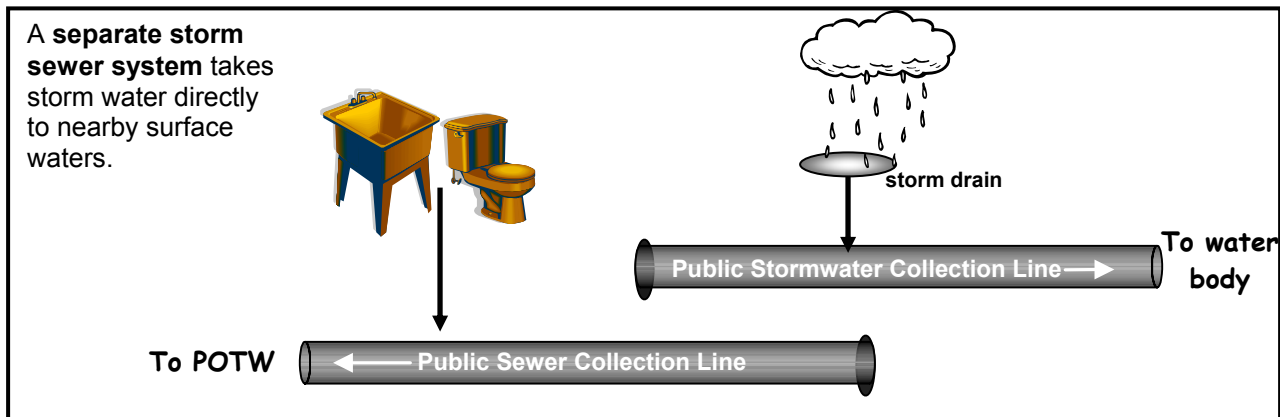 A separate storm
sewer system takes
storm water directly
to nearby surface
waters.
storm drain
Public Stormwater Collection Line
To water
body
To POTW
Public Sewer Collection Line